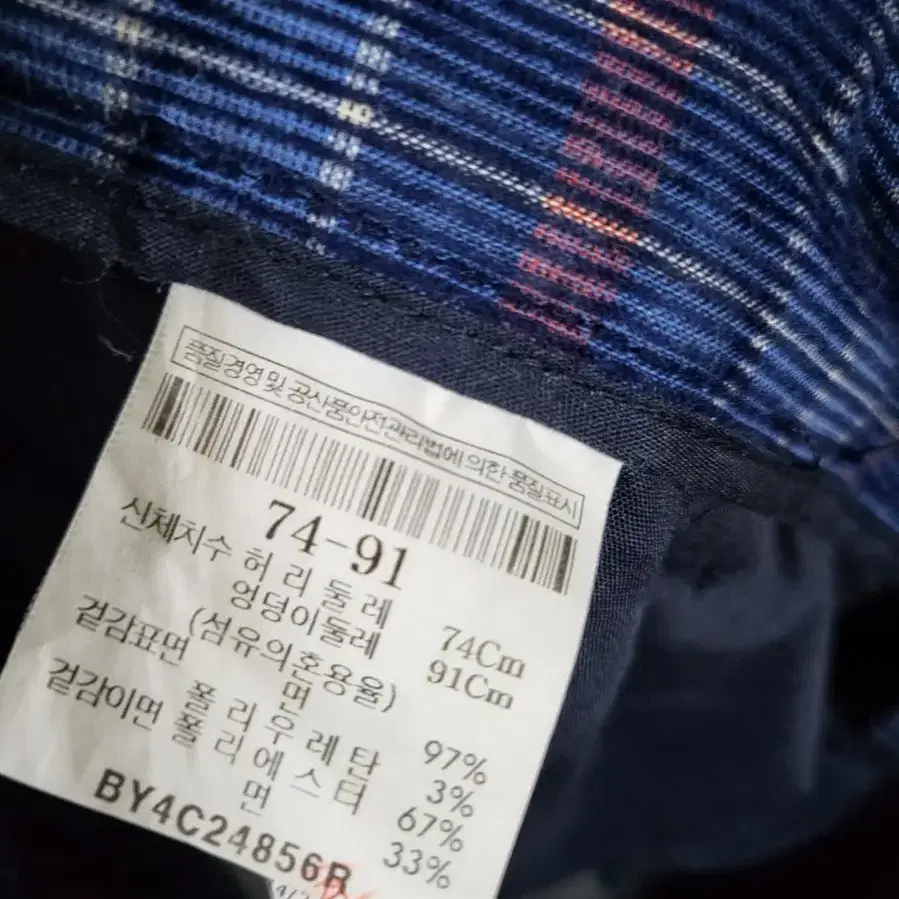 품질경영 및 공산품안전관리법에 의한 품질표시
74-91
신체치수 허리둘레 74Cm
엉덩이둘레 91Cm
(섬유의혼용율)
겉감표면 면 97%
폴리우레탄 3%
겉감이면 폴리에스터 67%
면 33%
BY4C24856R